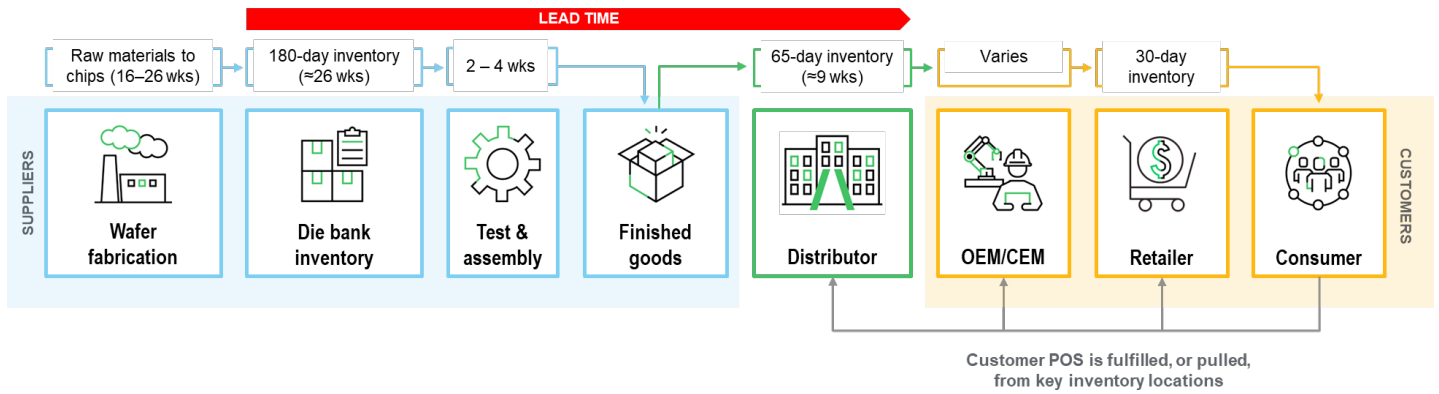 LEAD TIME
Raw materials to
chips (16–26 wks)
180-day inventory
(≈26 wks)
2 – 4 wks
65-day inventory
(≈9 wks)
Varies
30-day
inventory
SUPPLIERS
Wafer
fabrication
Die bank
inventory
Test &
assembly
Finished
goods
Distributor
OEM/CEM
Retailer
Consumer
CUSTOMERS
Customer POS is fulfilled, or pulled,
from key inventory locations